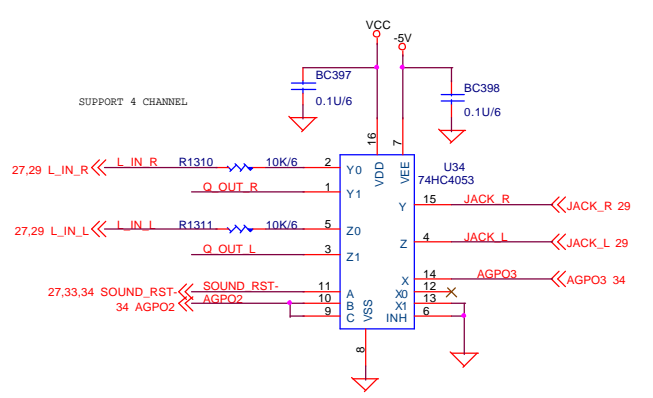 VCC
-5V
BC397
0.1U/6
BC398
0.1U/6
SUPPORT 4 CHANNEL
16
7
U34
74HC4053
27,29 L_IN_R L_IN_R R1310 10K/6 2 Y0
VDD
VEE
Q_OUT_R 1 Y1
Y 15 JACK_R JACK_R 29
27,29 L_IN_L L_IN_L R1311 10K/6 5 Z0
Z 4 JACK_L JACK_L 29
Q_OUT_L 3 Z1
X 14 AGPO3 AGPO3 34
27,33,34 SOUND_RST- SOUND_RST- 11 A
X0 12
34 AGPO2 AGPO2 10 B
X1 13
9 C
VSS
INH 6
8